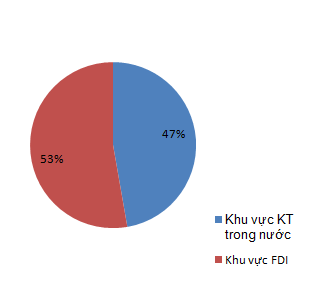 47%
53%
Khu vực KT
trong nước
Khu vực FDI